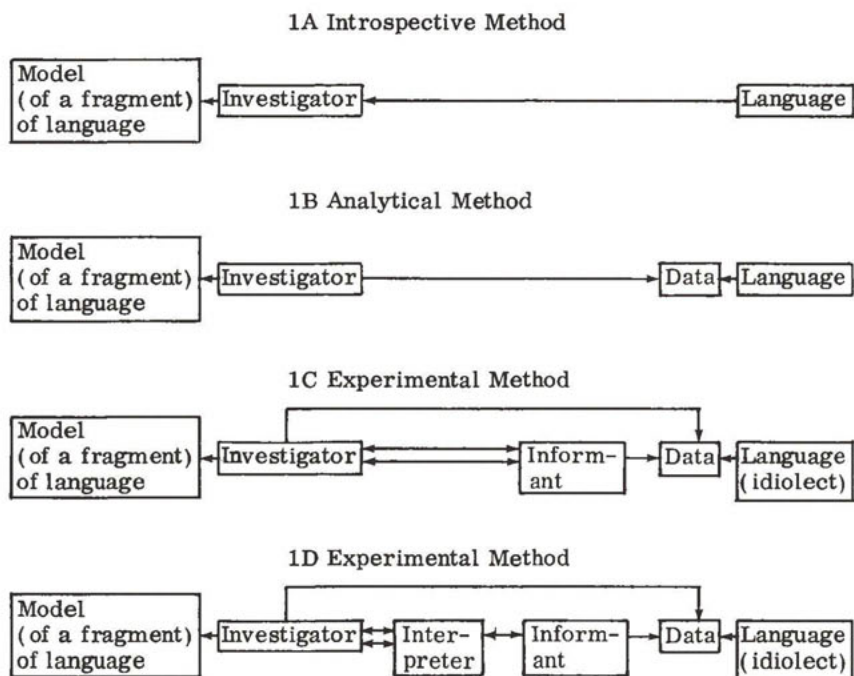 1A Introspective Method
Model
(of a fragment)
of language
Investigator
Language
1B Analytical Method
Model
(of a fragment)
of language
Investigator
Data
Language
1C Experimental Method
Model
(of a fragment)
of language
Investigator
Inform-
ant
Data
Language
(idiolect)
1D Experimental Method
Model
(of a fragment)
of language
Investigator
Inter-
preter
Inform-
ant
Data
Language
(idiolect)